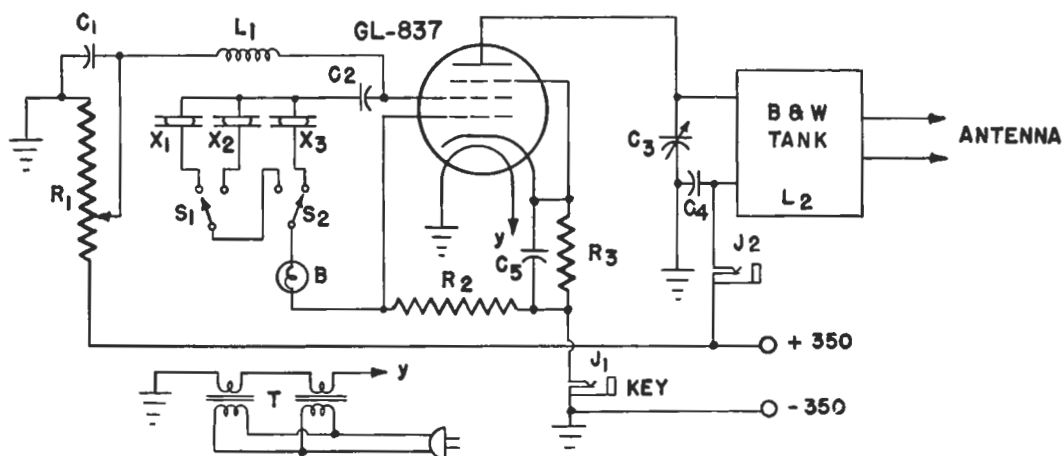 C1
L1
GL-837
C2
X1
X2
X3
R1
S1
S2
B
y
C5
R3
R2
C3
C4
B & W
TANK
L2
ANTENNA
J2
+ 350
J1
KEY
- 350
T
y